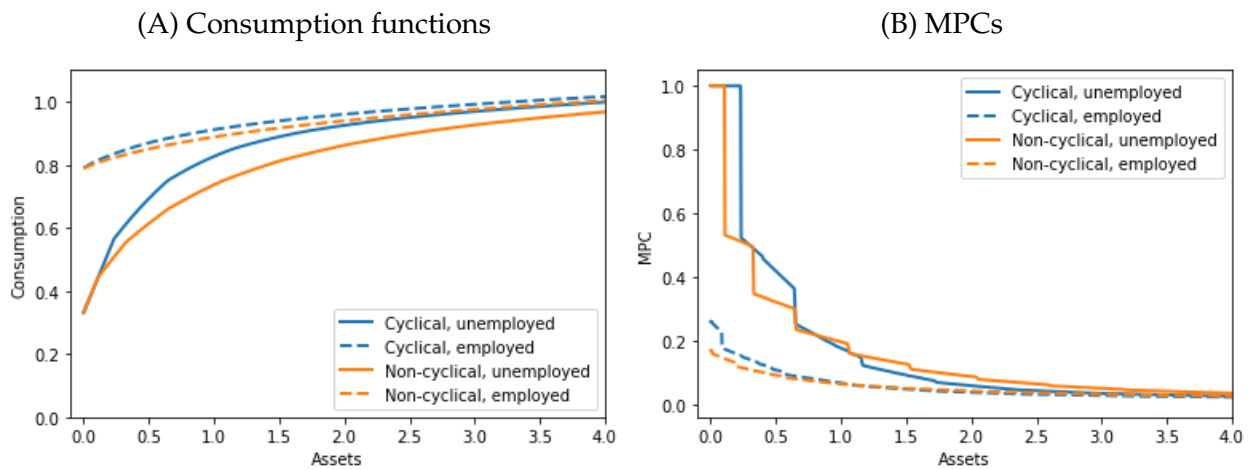 (A) Consumption functions
Consumption
1.0
0.8
0.6
0.4
0.2
0.0
Cyclical, unemployed
Cyclical, employed
Non-cyclical, unemployed
Non-cyclical, employed
0.0 0.5 1.0 1.5 2.0 2.5 3.0 3.5 4.0
Assets
(B) MPCs
MPC
1.0
0.8
0.6
0.4
0.2
0.0
Cyclical, unemployed
Cyclical, employed
Non-cyclical, unemployed
Non-cyclical, employed
0.0 0.5 1.0 1.5 2.0 2.5 3.0 3.5 4.0
Assets